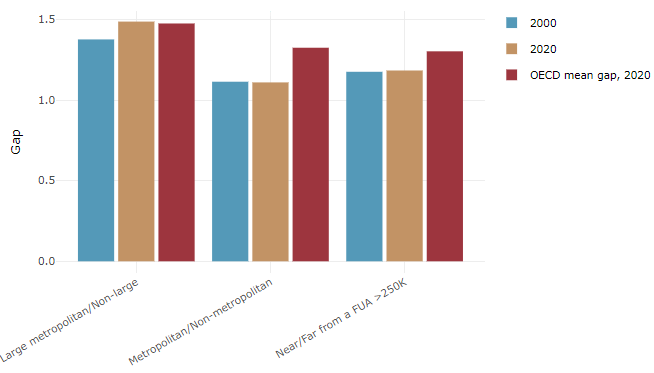 1.5
1.0
0.5
0.0
Gap
Large metropolitan/Non-large
Metropolitan/Non-metropolitan
Near/Far from a FUA >250K
2000
2020
OECD mean gap, 2020